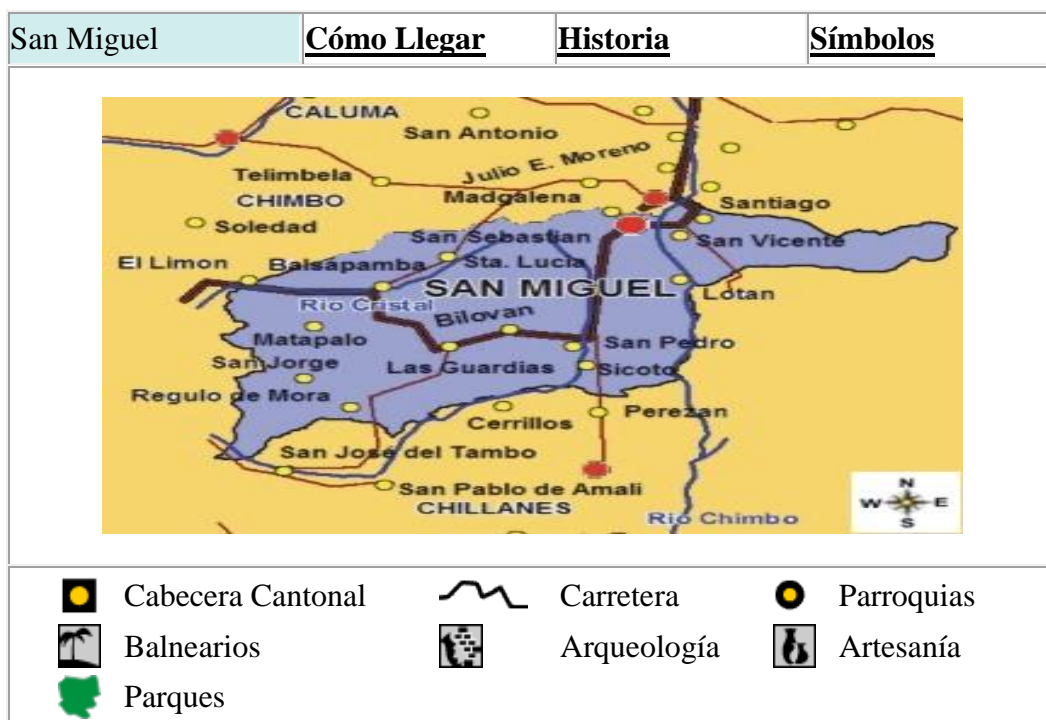 San Miguel Cómo Llegar Historia Símbolos
CALUMA
San Antonio
Julio E. Moreno
Telimbela
Madgalena
CHIMBO
Santiago
Soledad
San Sebastian
San Vicente
El Limon
Balsapamba
Sta. Lucia
SAN MIGUEL
Lotan
Rio Cristal
Bilovan
Matapalo
San Pedro
San Jorge
Las Guardias
Sicoto
Regulo de Mora
Cerrillos
Perezan
San José del Tambo
San Pablo de Amali
CHILLANES
Rio Chimbo
N
W E
S
Cabecera Cantonal Carretera Parroquias
Balnearios Arqueología Artesanía
Parques